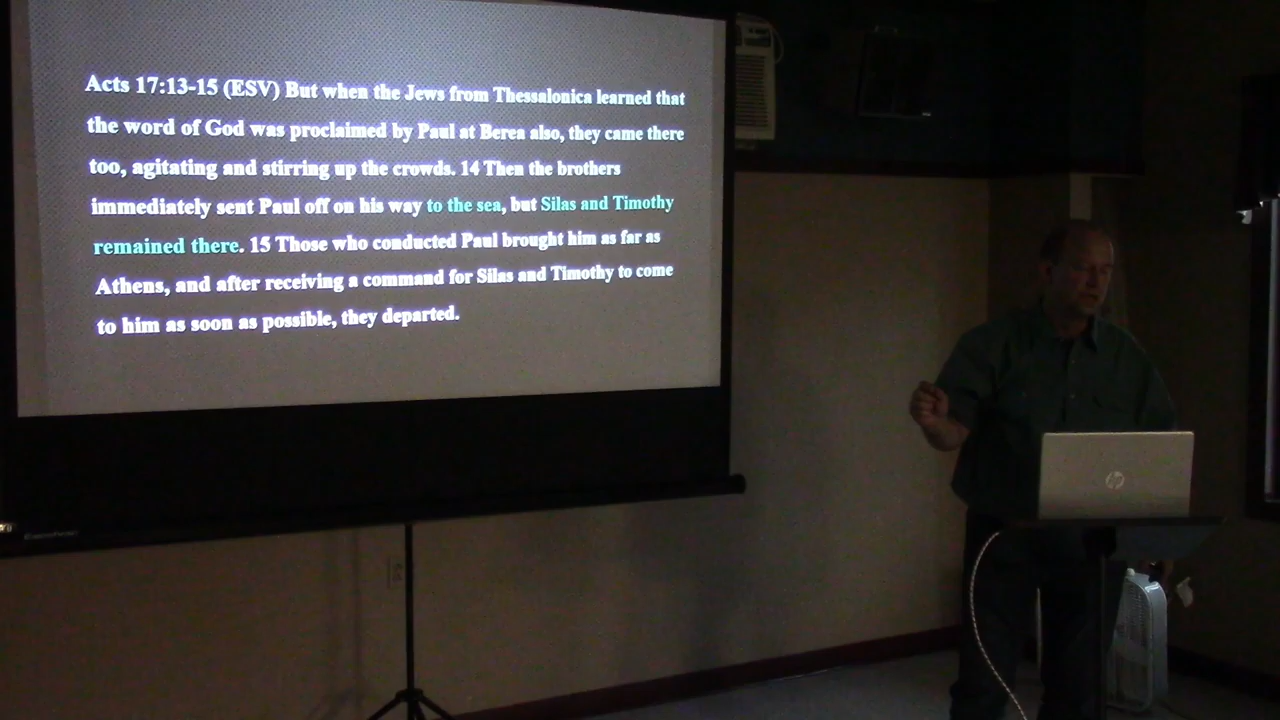 Acts 17:13-15 (ESV) But when the Jews from Thessalonica learned that
the word of God was proclaimed by Paul at Berea also, they came there
too, agitating and stirring up the crowds. 14 Then the brothers
immediately sent Paul off on his way to the sea, but Silas and Timothy
remained there. 15 Those who conducted Paul brought him as far as
Athens, and after receiving a command for Silas and Timothy to come
to him as soon as possible, they departed.
hp